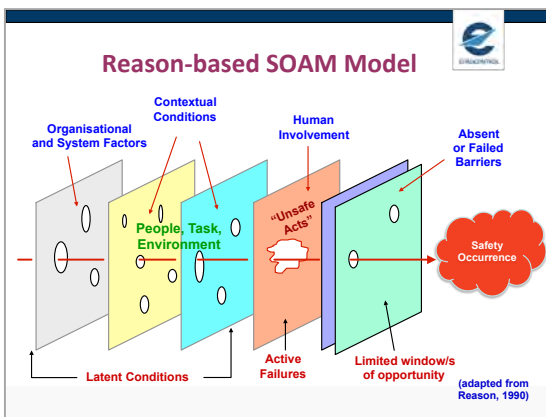 Reason-based SOAM Model
EUROCONTROL
Contextual
Conditions
Organisational
and System Factors
Human
Involvement
Absent
or Failed
Barriers
People, Task,
Environment
“Unsafe
Acts”
Safety
Occurrence
Latent Conditions
Active
Failures
Limited window/s
of opportunity
(adapted from
Reason, 1990)